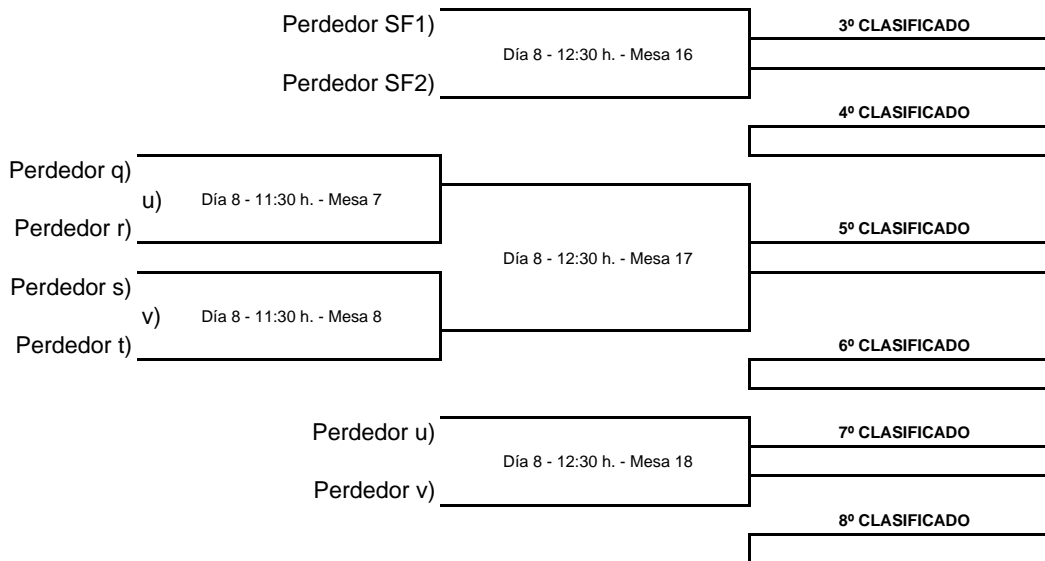 Perdedor SF1)
3º CLASIFICADO
Día 8 - 12:30 h. - Mesa 16
Perdedor SF2)
4º CLASIFICADO
Perdedor q)
u) Día 8 - 11:30 h. - Mesa 7
Perdedor r)
5º CLASIFICADO
Día 8 - 12:30 h. - Mesa 17
Perdedor s)
v) Día 8 - 11:30 h. - Mesa 8
Perdedor t)
6º CLASIFICADO
Perdedor u)
7º CLASIFICADO
Día 8 - 12:30 h. - Mesa 18
Perdedor v)
8º CLASIFICADO